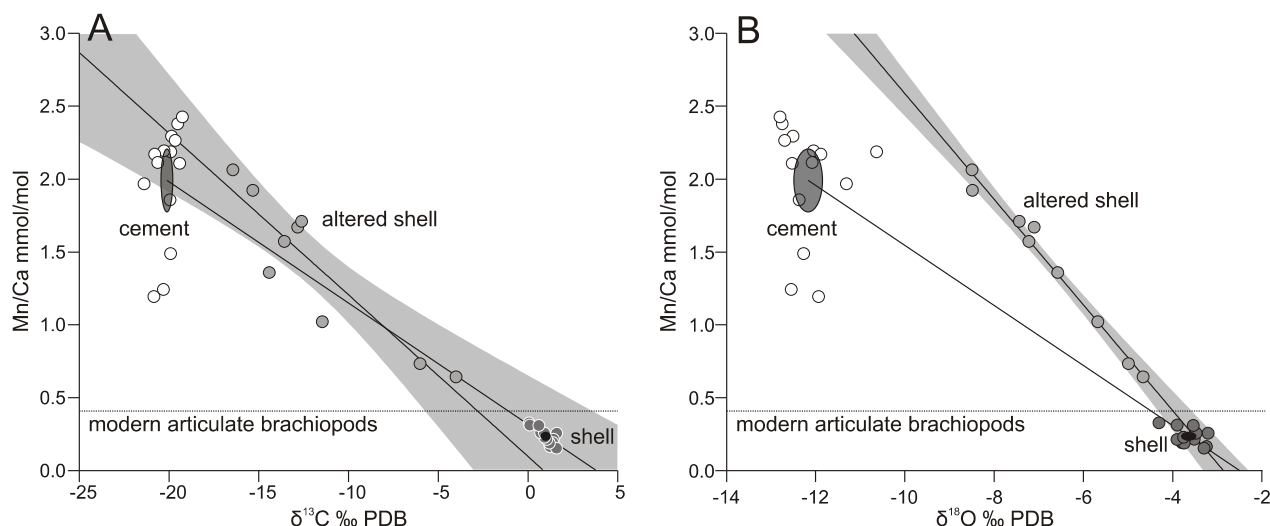 A
3.0
2.5
2.0
1.5
1.0
0.5
0.0
Mn/Ca mmol/mol
altered shell
cement
modern articulate brachiopods
shell
-25 -20 -15 -10 -5 0 5
δ¹³C ‰ PDB
B
3.0
2.5
2.0
1.5
1.0
0.5
0.0
Mn/Ca mmol/mol
altered shell
cement
modern articulate brachiopods
shell
-14 -12 -10 -8 -6 -4 -2
δ¹⁸O ‰ PDB